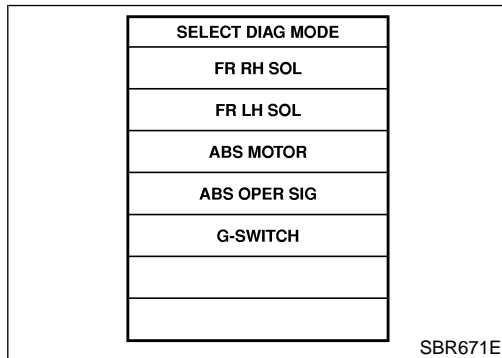 SELECT DIAG MODE
FR RH SOL
FR LH SOL
ABS MOTOR
ABS OPER SIG
G-SWITCH
SBR671E